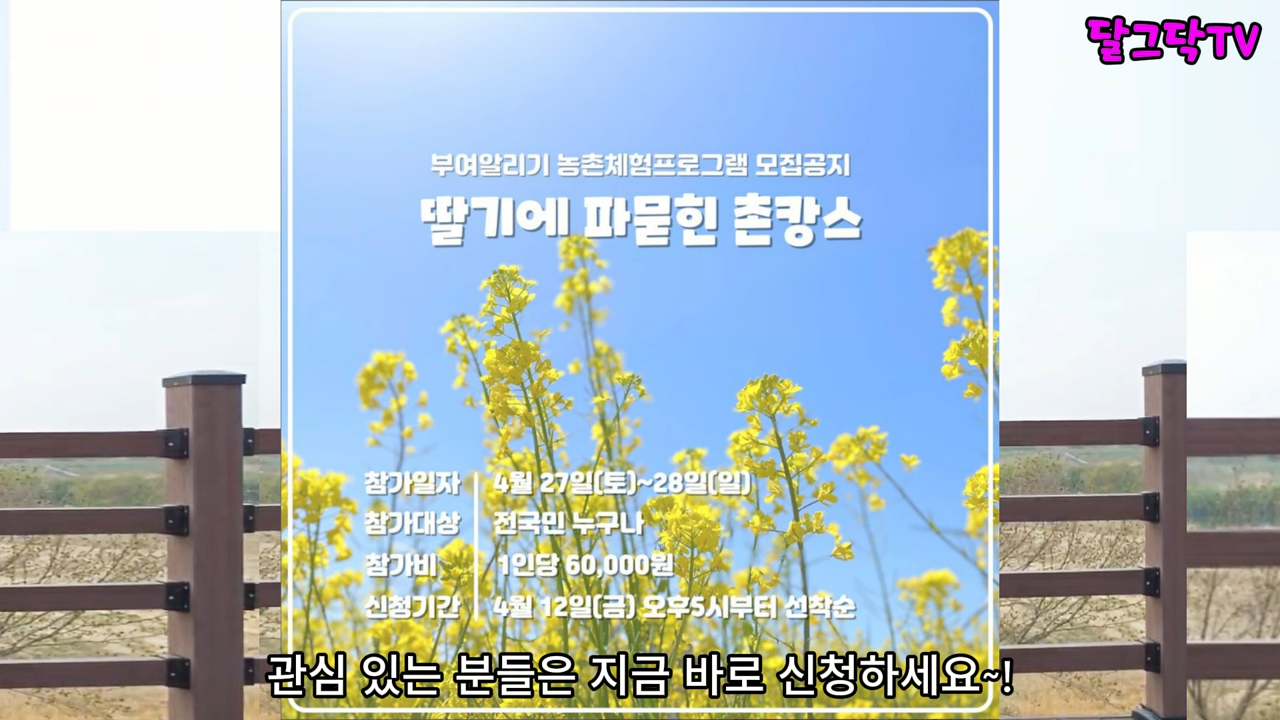 달그닥TV
부여알리기 농촌체험프로그램 모집공지
딸기에 파묻힌 촌캉스
참가일자 4월 27일(토)~28일(일)
참가대상 전국민 누구나
참가비 1인당 60,000원
신청기간 4월 12일(금) 오후5시부터 선착순
관심 있는 분들은 지금 바로 신청하세요~!